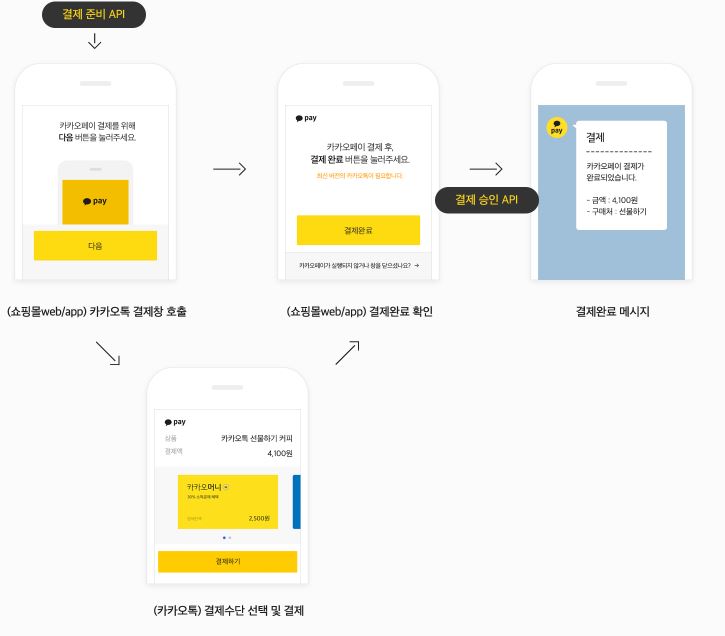 결제 준비 API
카카오페이 결제를 위해
다음 버튼을 눌러주세요.
pay
다음
(쇼핑몰web/app) 카카오톡 결제창 호출
pay
카카오페이 결제 후,
결제 완료 버튼을 눌러주세요.
최신 버전의 카카오톡이 필요합니다.
결제완료
카카오페이가 실행되지 않거나 창을 닫으셨나요? →
(쇼핑몰web/app) 결제완료 확인
결제 승인 API
pay
결제
카카오페이 결제가
완료되었습니다.
- 금액 : 4,100원
- 구매처 : 선물하기
결제완료 메시지
pay
상품 카카오톡 선물하기 커피
결제액 4,100원
카카오머니
30% 소득공제 혜택
2,500원
결제하기
(카카오톡) 결제수단 선택 및 결제